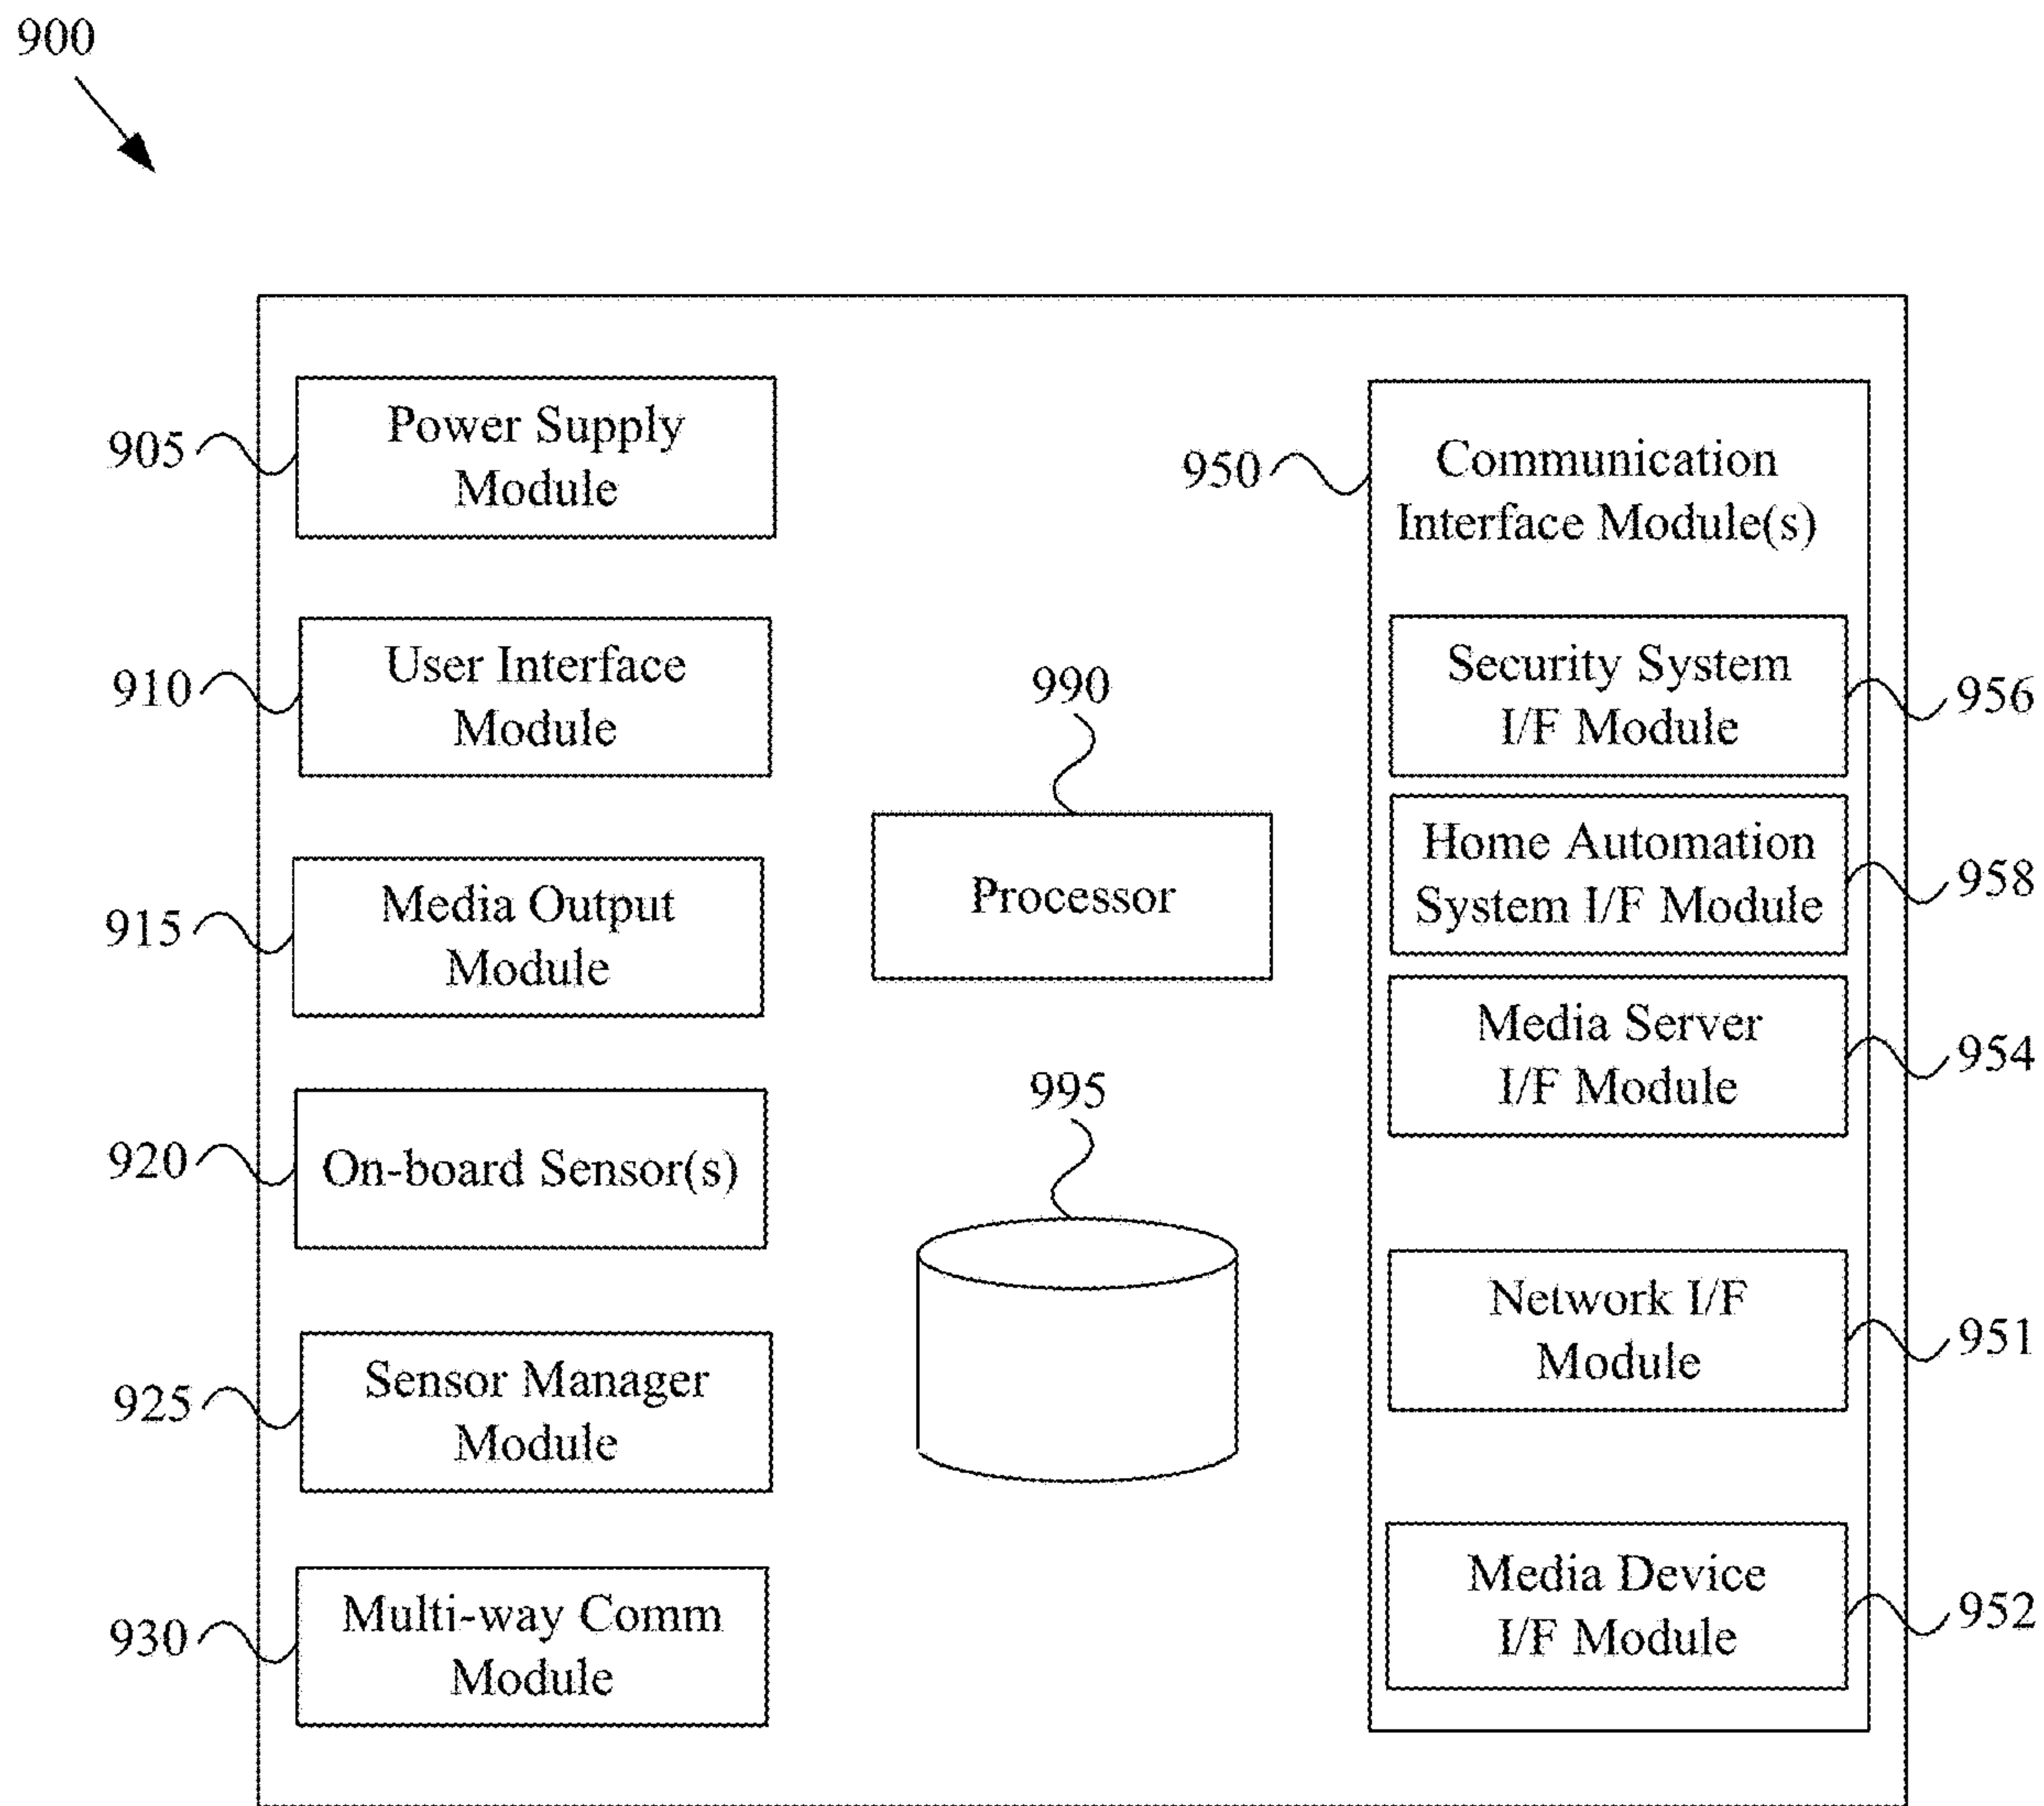 900
905
Power Supply
Module
910
User Interface
Module
915
Media Output
Module
920
On-board Sensor(s)
925
Sensor Manager
Module
930
Multi-way Comm
Module
990
Processor
995
950
Communication
Interface Module(s)
Security System
I/F Module
956
Home Automation
System I/F Module
958
Media Server
I/F Module
954
Network I/F
Module
951
Media Device
I/F Module
952